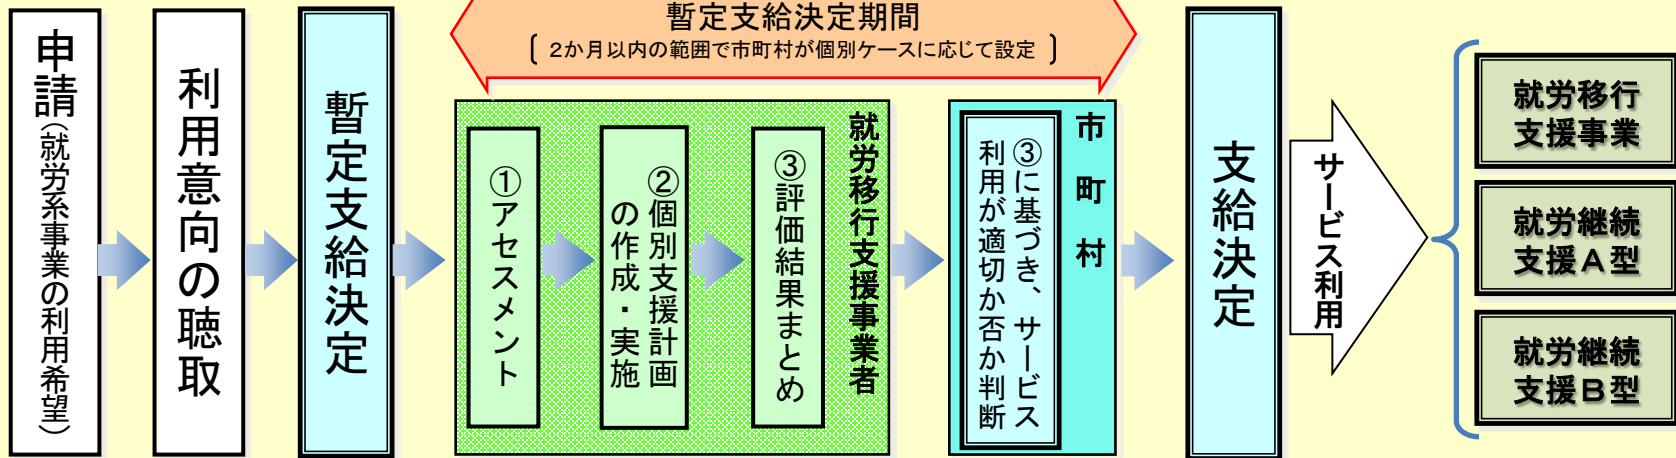 申請(就労系事業の利用希望)
利用意向の聴取
暫定支給決定
暫定支給決定期間
〔 2か月以内の範囲で市町村が個別ケースに応じて設定 〕
就労移行支援事業者
①アセスメント
②個別支援計画
の作成・実施
③評価結果まとめ
市町村
③に基づき、サービス
利用が適切か否か判断
支給決定
サービス利用
就労移行
支援事業
就労継続
支援A型
就労継続
支援B型